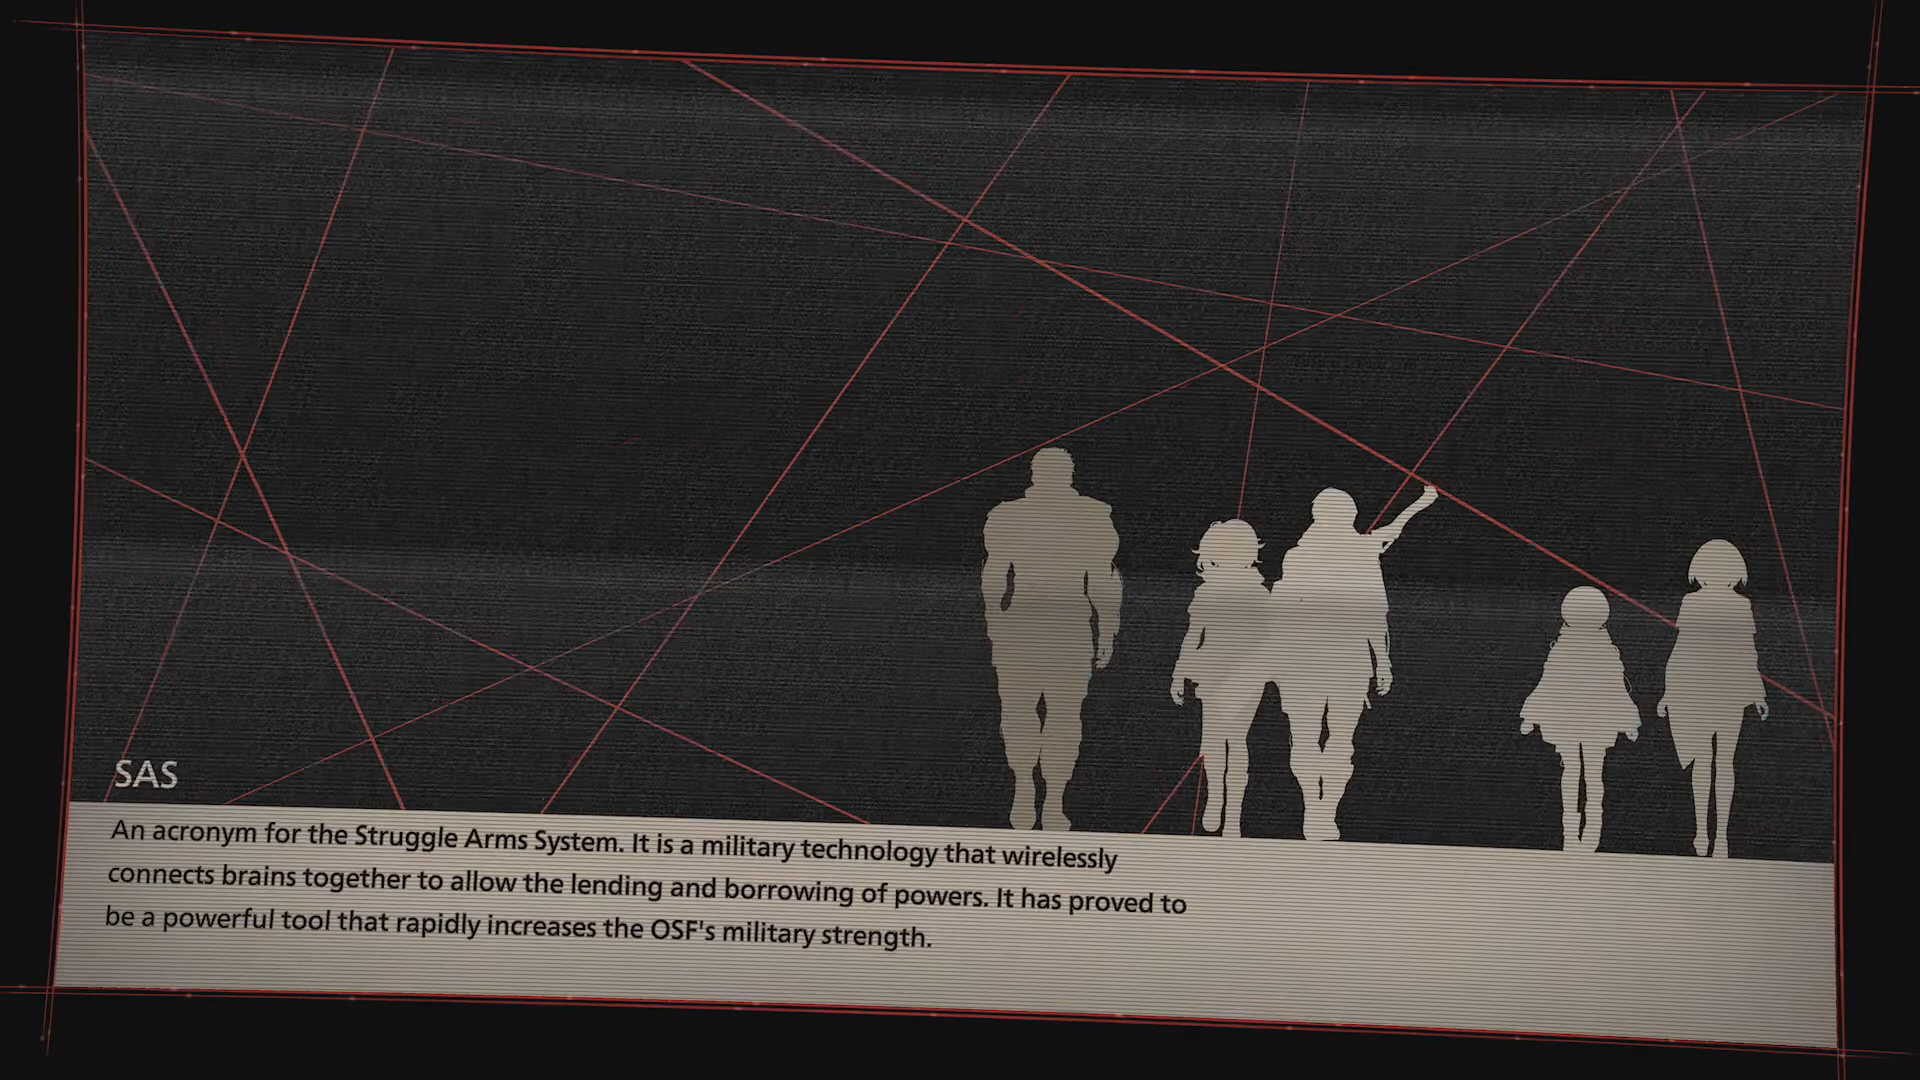 SAS
An acronym for the Struggle Arms System. It is a military technology that wirelessly
connects brains together to allow the lending and borrowing of powers. It has proved to
be a powerful tool that rapidly increases the OSF's military strength.